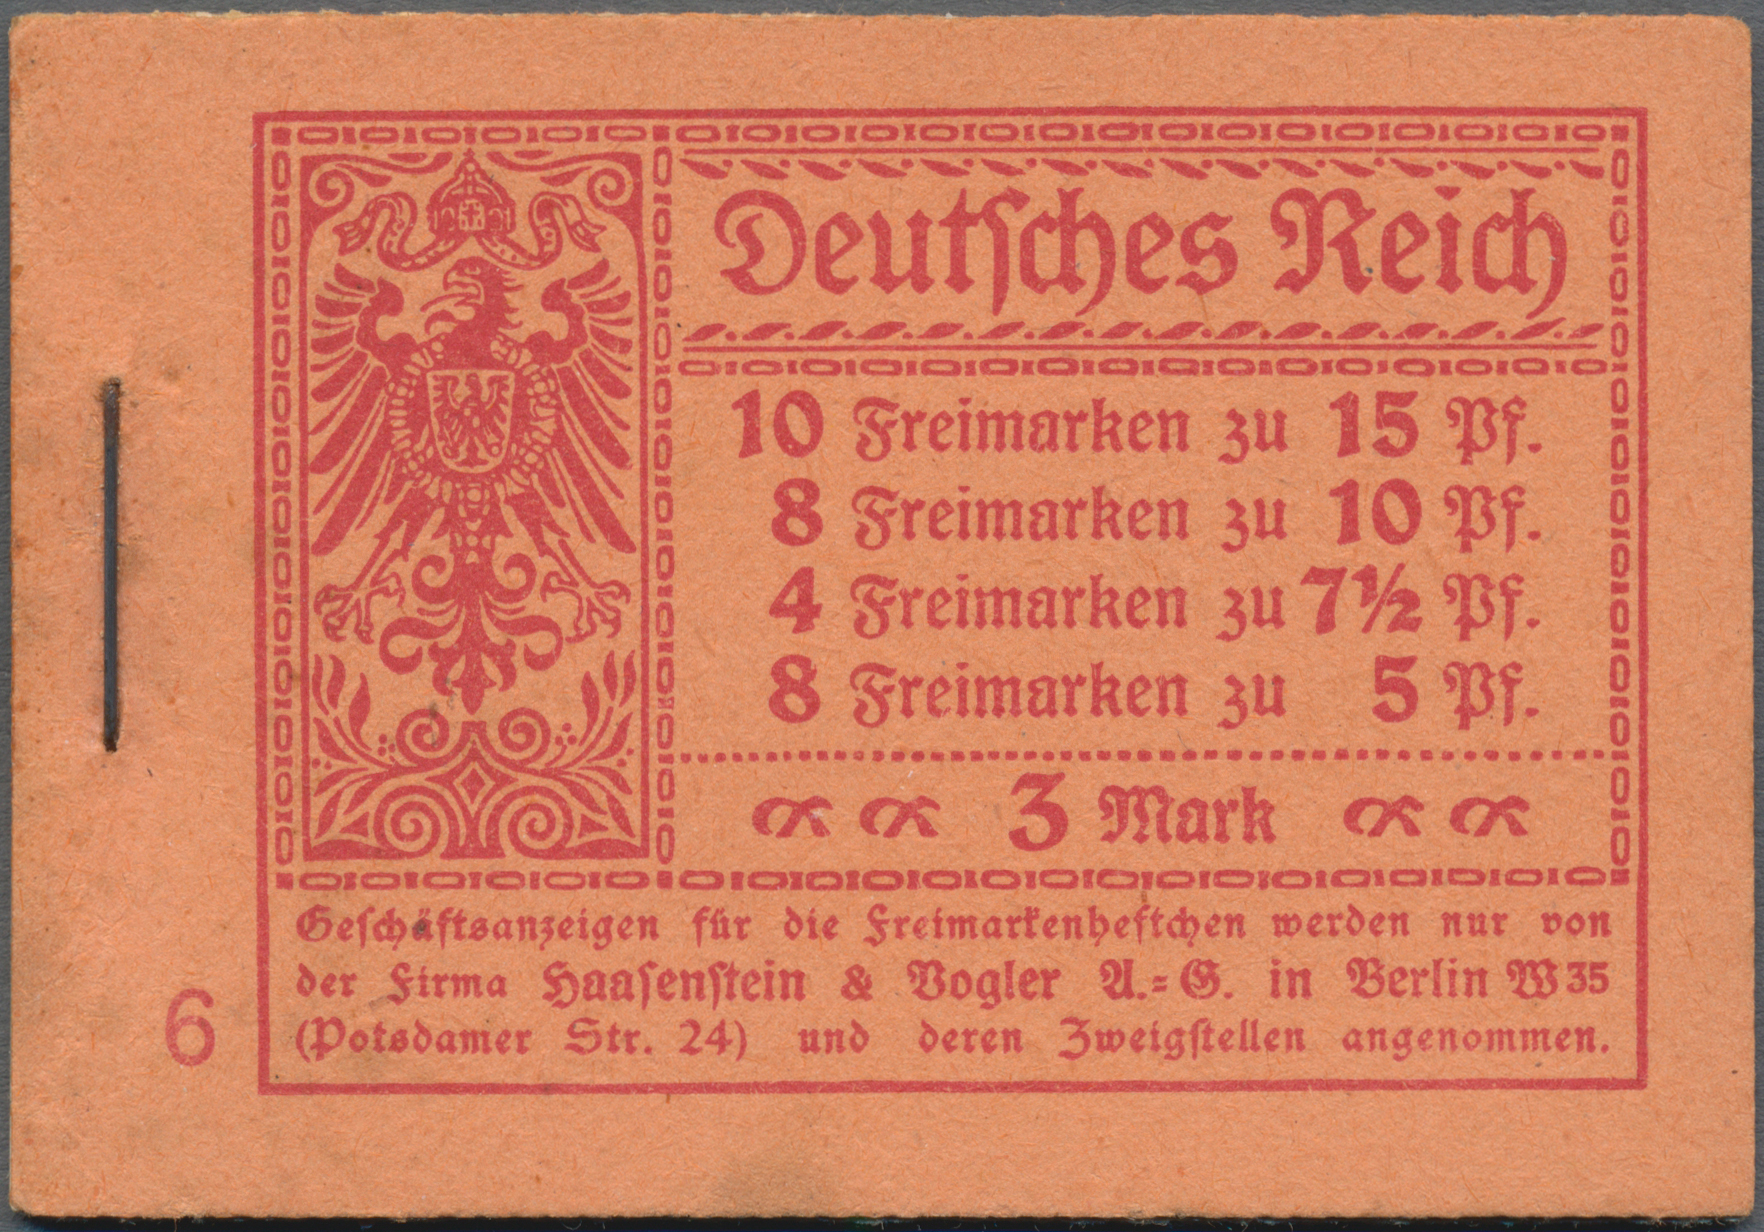 Deutsches Reich
10 Freimarken zu 15 Pf.
8 Freimarken zu 10 Pf.
4 Freimarken zu 7½ Pf.
8 Freimarken zu 5 Pf.
3 Mark
Geſchäftsanzeigen für die Freimarkenheftchen werden nur von
der Firma Haaſenſtein & Vogler A.=G. in Berlin W 35
(Potsdamer Str. 24) und deren Zweigſtellen angenommen.
6